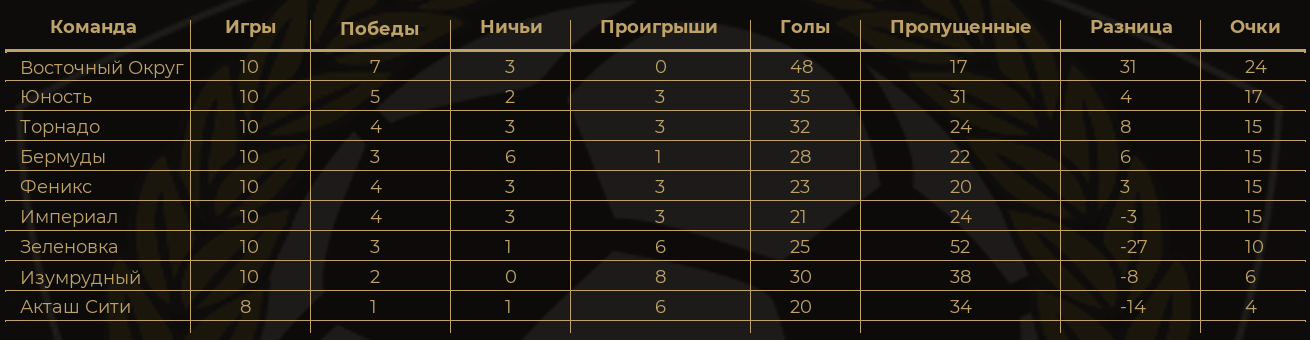 Команда Игры Победы Ничьи Проигрыши Голы Пропущенные Разница Очки
Восточный Округ 10 7 3 0 48 17 31 24
Юность 10 5 2 3 35 31 4 17
Торнадо 10 4 3 3 32 24 8 15
Бермуды 10 3 6 1 28 22 6 15
Феникс 10 4 3 3 23 20 3 15
Империал 10 4 3 3 21 24 -3 15
Зеленовка 10 3 1 6 25 52 -27 10
Изумрудный 10 2 0 8 30 38 -8 6
Акташ Сити 8 1 1 6 20 34 -14 4